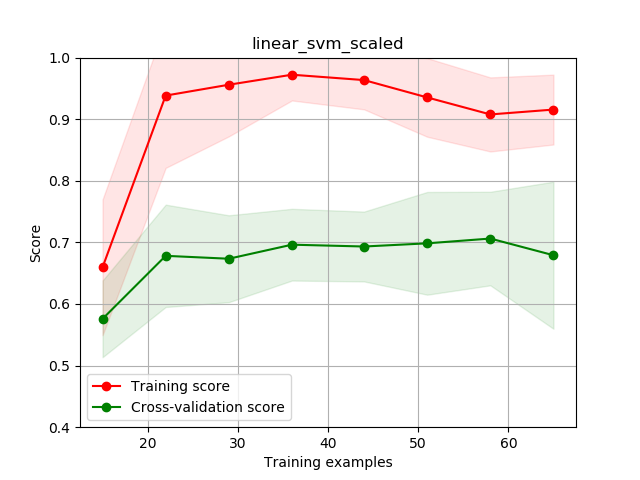 linear_svm_scaled
1.0
0.9
0.8
0.7
0.6
0.5
0.4
Score
Training score
Cross-validation score
20 30 40 50 60
Training examples